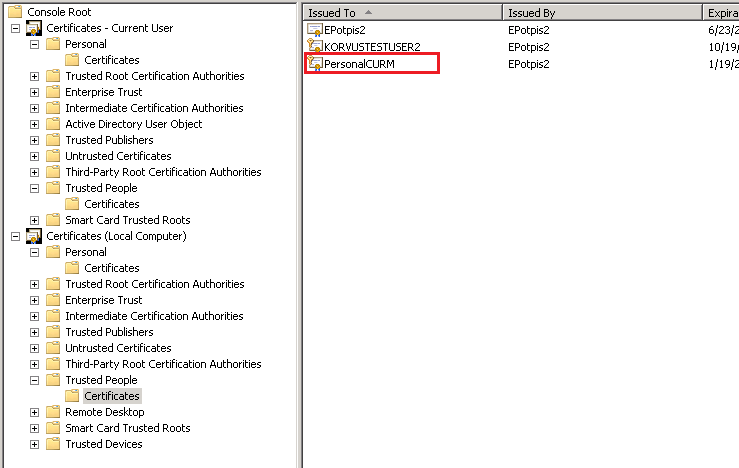 Console Root
Certificates - Current User
Personal
Certificates
Trusted Root Certification Authorities
Enterprise Trust
Intermediate Certification Authorities
Active Directory User Object
Trusted Publishers
Untrusted Certificates
Third-Party Root Certification Authorities
Trusted People
Certificates
Smart Card Trusted Roots
Certificates (Local Computer)
Personal
Certificates
Trusted Root Certification Authorities
Enterprise Trust
Intermediate Certification Authorities
Trusted Publishers
Untrusted Certificates
Third-Party Root Certification Authorities
Trusted People
Certificates
Remote Desktop
Smart Card Trusted Roots
Trusted Devices
Issued To Issued By Expira
EPotpis2 EPotpis2 6/23/2
KORVUSTESTUSER2 EPotpis2 10/19/
PersonalCURM EPotpis2 1/19/2